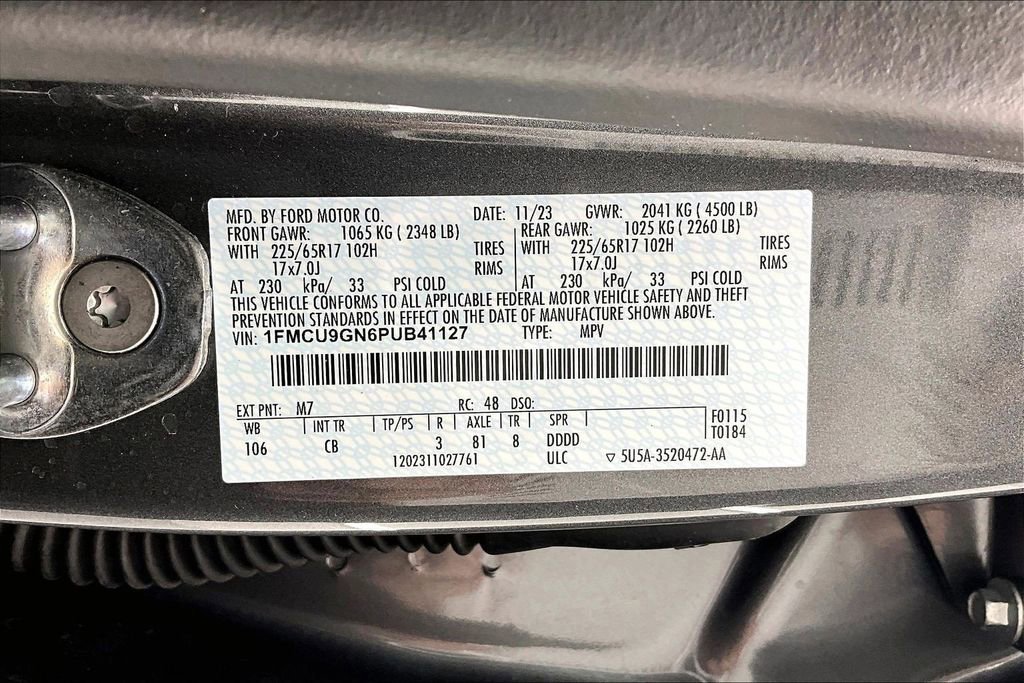 MFD. BY FORD MOTOR CO. DATE: 11/23 GVWR: 2041 KG ( 4500 LB)
FRONT GAWR: 1065 KG ( 2348 LB) REAR GAWR: 1025 KG ( 2260 LB)
WITH 225/65R17 102H TIRES WITH 225/65R17 102H TIRES
17x7.0J RIMS 17x7.0J RIMS
AT 230 kPa/ 33 PSI COLD AT 230 kPa/ 33 PSI COLD
THIS VEHICLE CONFORMS TO ALL APPLICABLE FEDERAL MOTOR VEHICLE SAFETY AND THEFT
PREVENTION STANDARDS IN EFFECT ON THE DATE OF MANUFACTURE SHOWN ABOVE.
VIN: 1FMCU9GN6PUB41127 TYPE: MPV
EXT PNT: M7 RC: 48 DSO:
WB INT TR TP/PS R AXLE TR SPR F0115
106 CB 3 81 8 DDDD T0184
1202311027761 ULC ▽ 5U5A-3520472-AA